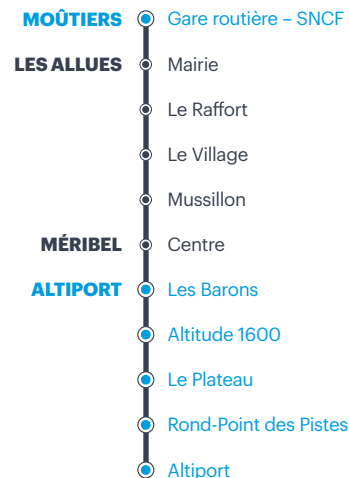 MOÛTIERS Gare routière – SNCF
LES ALLUES Mairie
Le Raffort
Le Village
Mussillon
MÉRIBEL Centre
ALTIPORT Les Barons
Altitude 1600
Le Plateau
Rond-Point des Pistes
Altiport